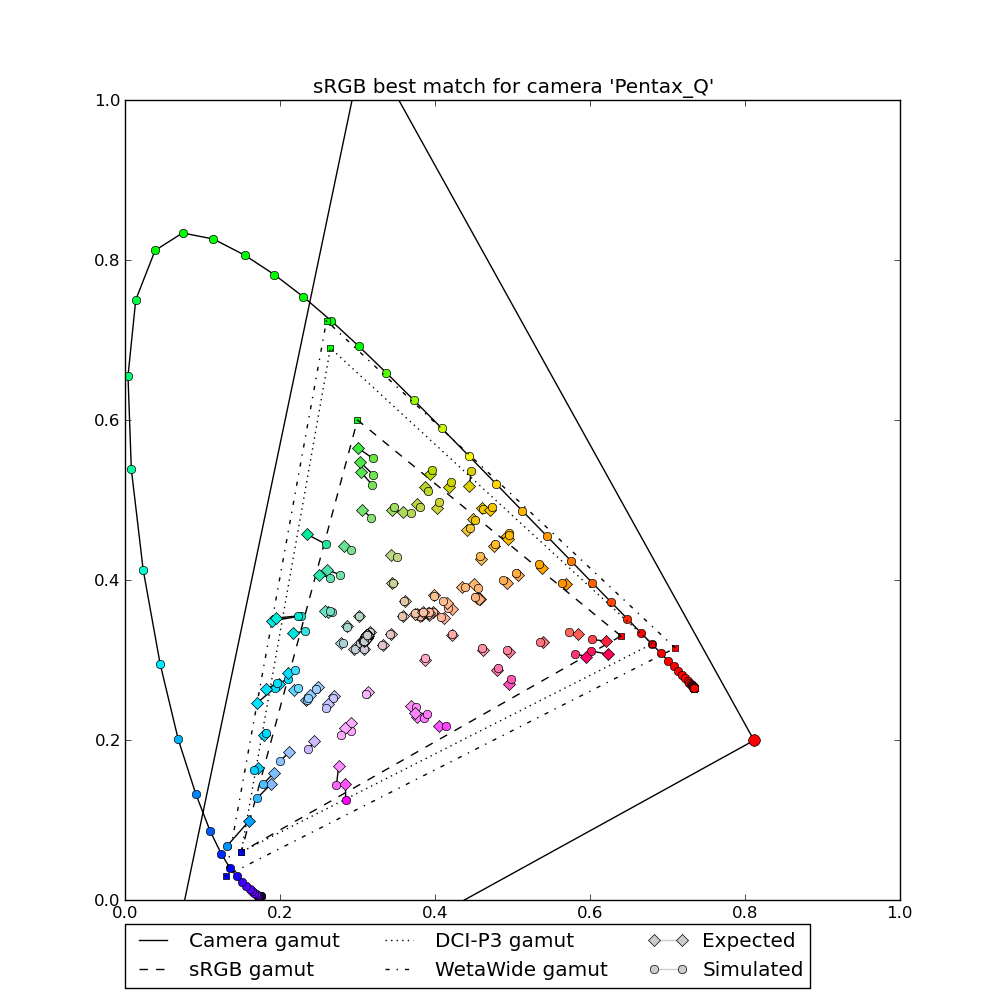 sRGB best match for camera 'Pentax_Q'
1.0
0.8
0.6
0.4
0.2
0.0
0.0 0.2 0.4 0.6 0.8 1.0
Camera gamut DCI-P3 gamut Expected
sRGB gamut WetaWide gamut Simulated